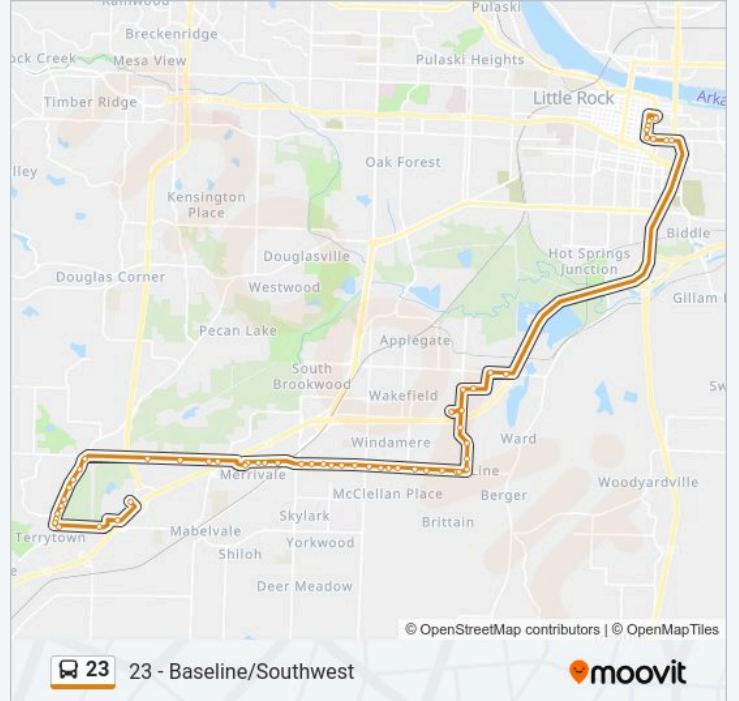 Pulaski
Breckenridge
ock Creek
Mesa View
Pulaski Heights
Timber Ridge
Little Rock
Arka
Oak Forest
lley
Kensington
Place
Biddle
Douglasville
Hot Springs
Junction
Douglas Corner
Westwood
Gillam
Pecan Lake
Applegate
South
Brookwood
Wakefield
Sw
Windamere
Ward
Merrivale
Line
McClellan Place
Berger
Woodyardville
Skylark
Brittain
Terrytown
Mabelvale
Yorkwood
Shiloh
e
Deer Meadow
© OpenStreetMap contributors | © OpenMapTiles
23
23 - Baseline/Southwest
moovit